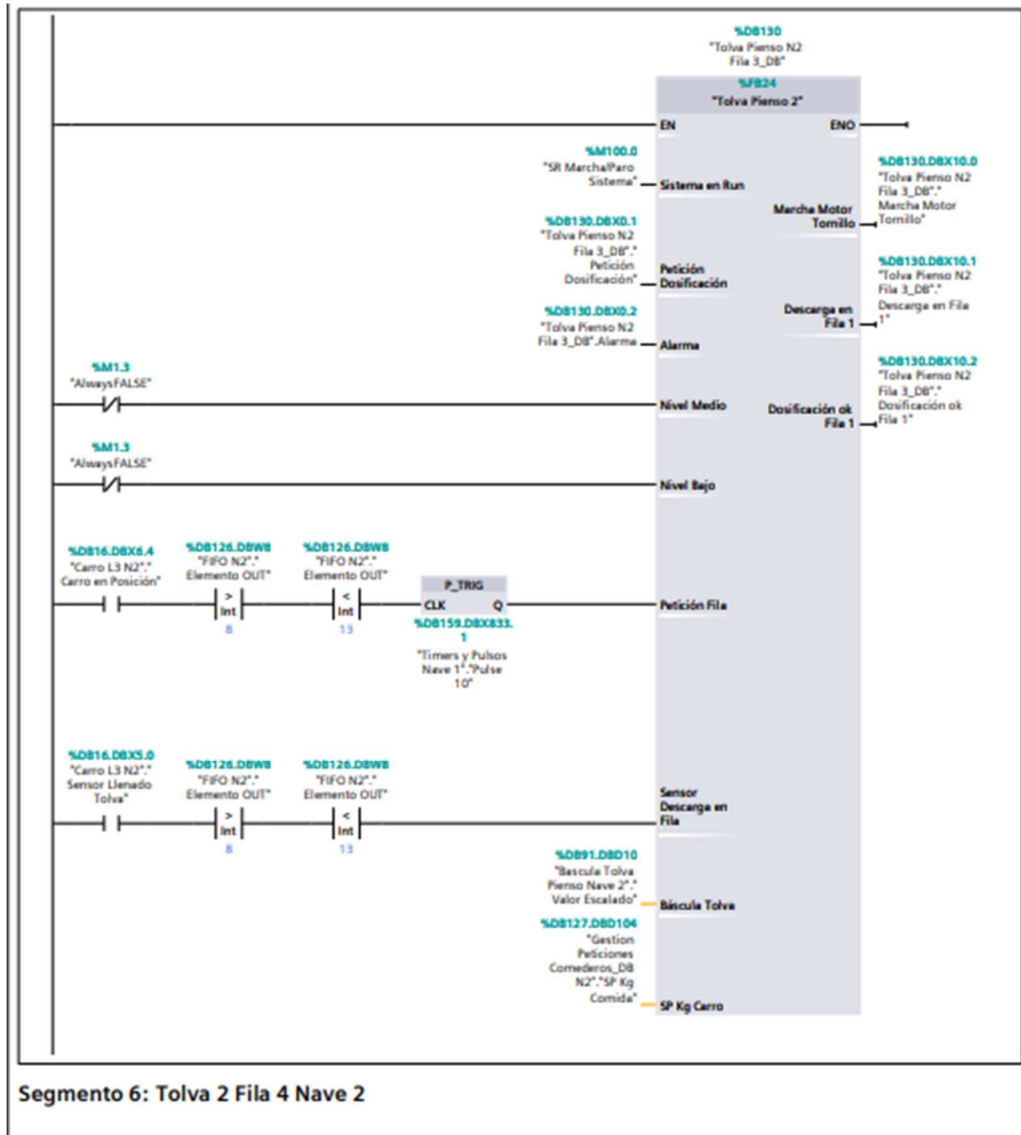 %DB130
"Tolva Pienso N2
Fila 3_DB"
%FB24
"Tolva Pienso 2"
EN
ENO
%M100.0
"SR Marcha/Paro
Sistema"
Sistema en Run
%DB130.DBX10.0
"Tolva Pienso N2
Fila 3_DB"."
Marcha Motor
Tornillo"
Marcha Motor
Tornillo
%DB130.DBX0.1
"Tolva Pienso N2
Fila 3_DB"."
Petición
Dosificación"
Petición
Dosificación
%DB130.DBX10.1
"Tolva Pienso N2
Fila 3_DB"."
Descarga en Fila
1"
Descarga en
Fila 1
%DB130.DBX0.2
"Tolva Pienso N2
Fila 3_DB".Alarma
Alarma
%DB130.DBX10.2
"Tolva Pienso N2
Fila 3_DB"."
Dosificación ok
Fila 1"
Dosificación ok
Fila 1
%M1.3
"AlwaysFALSE"
Nivel Medio
%M1.3
"AlwaysFALSE"
Nivel Bajo
%DB16.DBX6.4
"Carro L3 N2"."
Carro en Posición"
%DB126.DBW8
"FIFO N2"."
Elemento OUT"
>
Int
8
%DB126.DBW8
"FIFO N2"."
Elemento OUT"
<
Int
13
P_TRIG
CLK Q
%DB159.DBX833.
1
"Timers y Pulsos
Nave 1"."Pulse
10"
Petición Fila
%DB16.DBX5.0
"Carro L3 N2"."
Sensor Llenado
Tolva"
%DB126.DBW8
"FIFO N2"."
Elemento OUT"
>
Int
8
%DB126.DBW8
"FIFO N2"."
Elemento OUT"
<
Int
13
Sensor
Descarga en
Fila
%DB91.DBD10
"Bascula Tolva
Pienso Nave 2"."
Valor Escalado"
Báscula Tolva
%DB127.DBD104
"Gestion
Peticiones
Comederos_DB
N2"."SP Kg
Comida"
SP Kg Carro
Segmento 6: Tolva 2 Fila 4 Nave 2